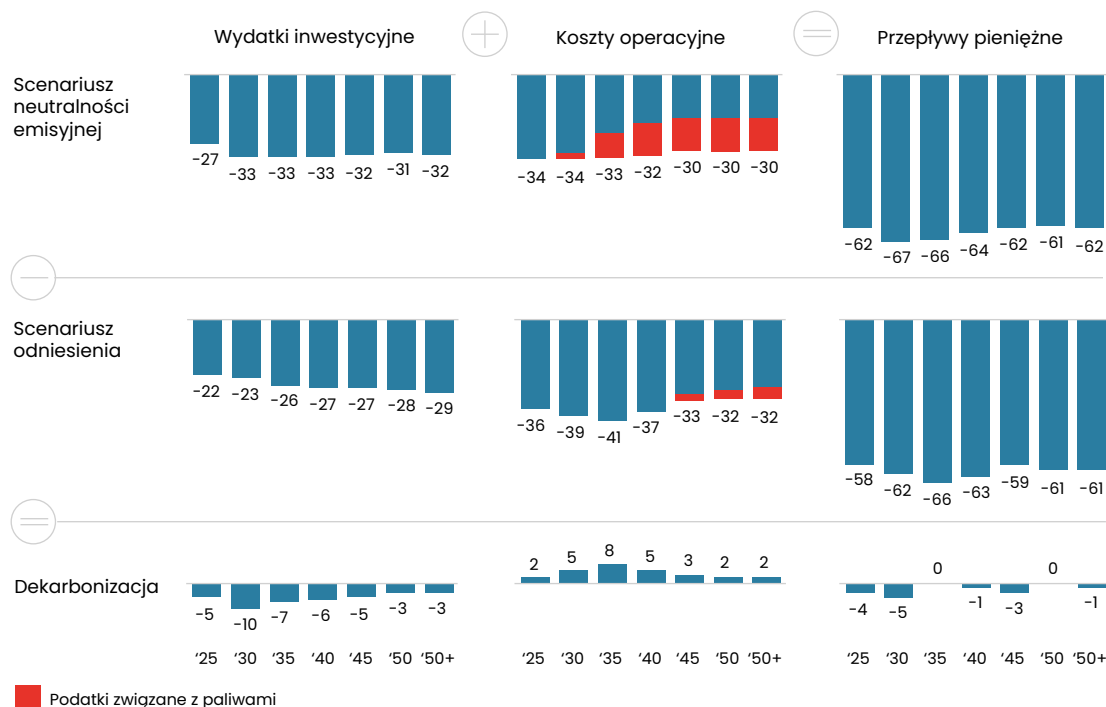 Wydatki inwestycyjne
Koszty operacyjne
Przepływy pieniężne
Scenariusz
neutralności
emisyjnej
-27 -33 -33 -33 -32 -31 -32
-34 -34 -33 -32 -30 -30 -30
-62 -67 -66 -64 -62 -61 -62
Scenariusz
odniesienia
-22 -23 -26 -27 -27 -28 -29
-36 -39 -41 -37 -33 -32 -32
-58 -62 -66 -63 -59 -61 -61
Dekarbonizacja
-5 -10 -7 -6 -5 -3 -3
2 5 8 5 3 2 2
-4 -5 0 -1 -3 0 -1
‘25 ‘30 ‘35 ‘40 ‘45 ‘50 ‘50+
‘25 ‘30 ‘35 ‘40 ‘45 ‘50 ‘50+
‘25 ‘30 ‘35 ‘40 ‘45 ‘50 ‘50+
Podatki związane z paliwami